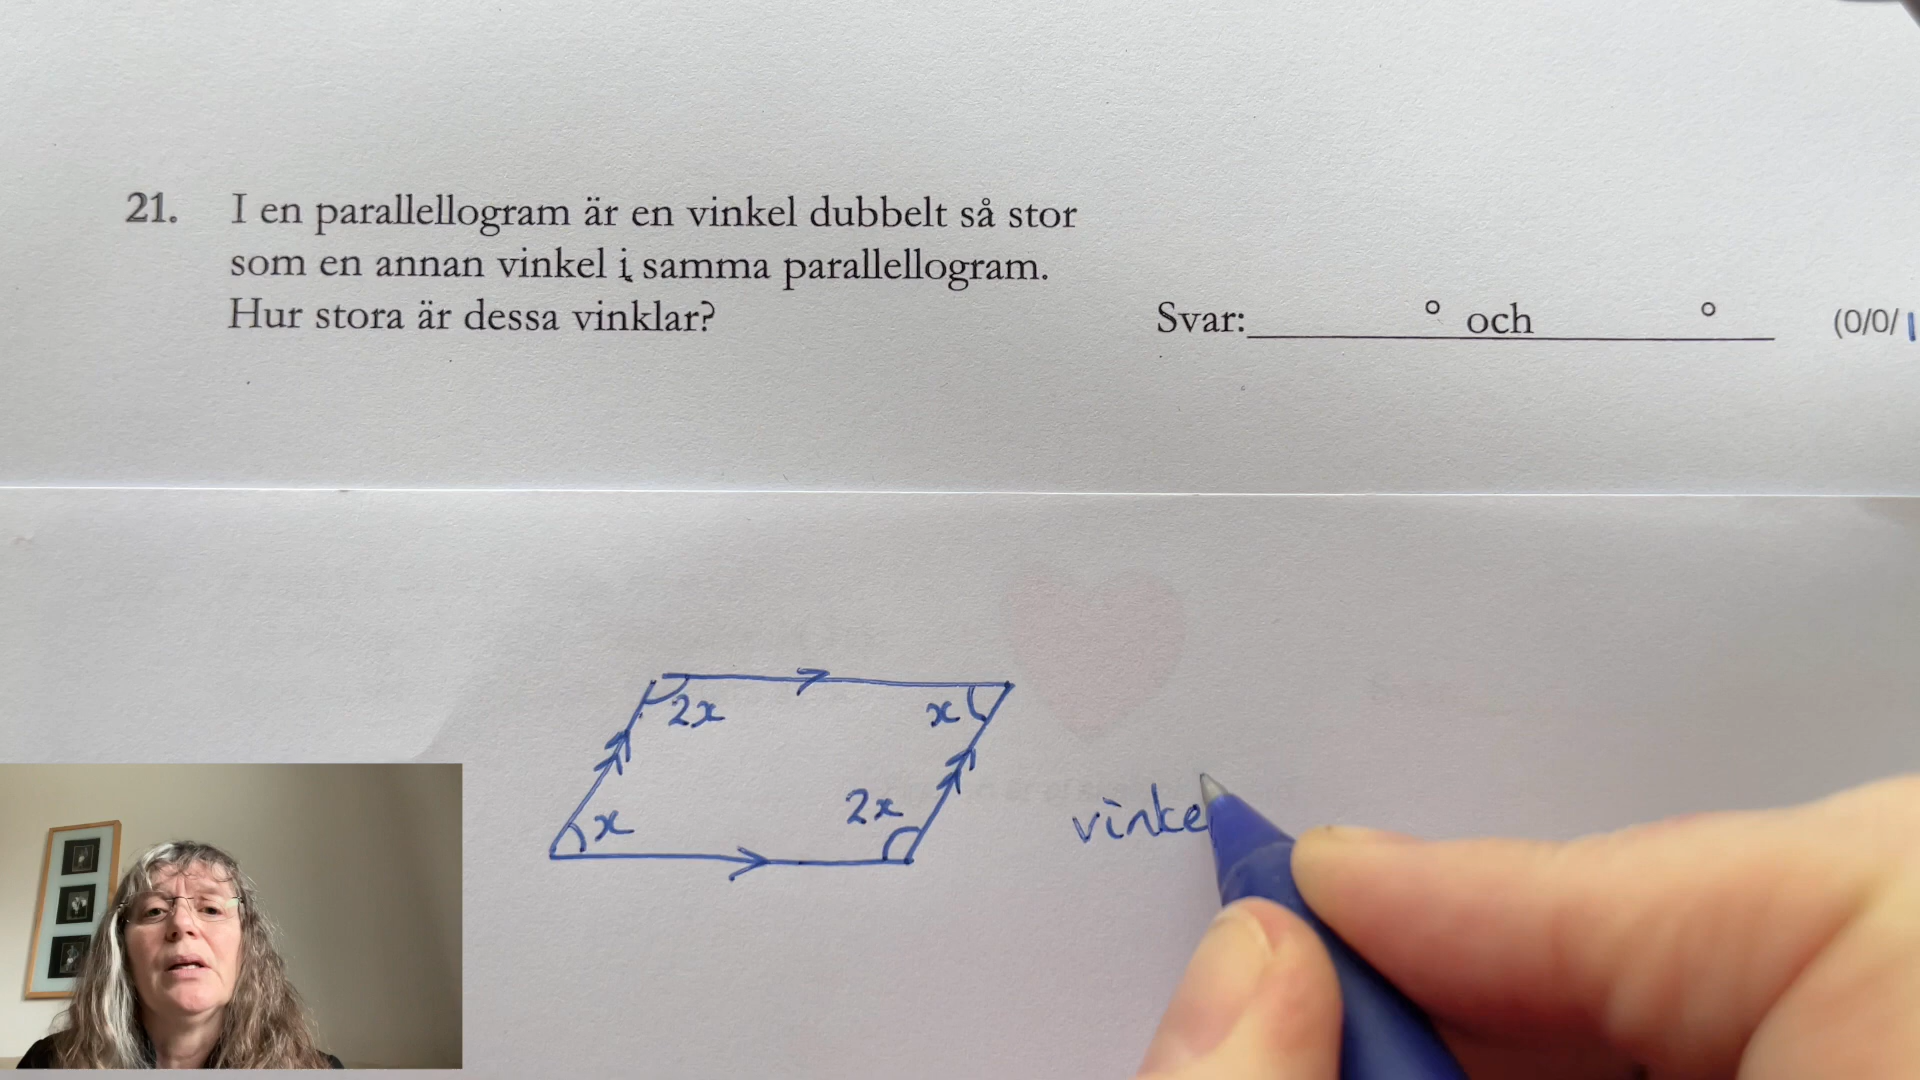 21. I en parallellogram är en vinkel dubbelt så stor
som en annan vinkel i samma parallellogram.
Hur stora är dessa vinklar?
Svar: ° och ° (0/0/1
2x x
x 2x
vinkel